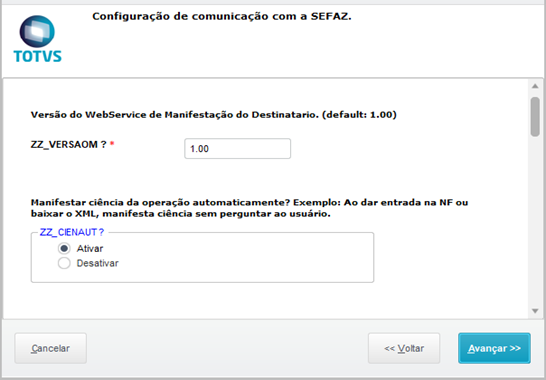 Configuração de comunicação com a SEFAZ.
TOTVS
Versão do WebService de Manifestação do Destinatario. (default: 1.00)
ZZ_VERSAOM ? *
1.00
Manifestar ciência da operação automaticamente? Exemplo: Ao dar entrada na NF ou
baixar o XML, manifesta ciência sem perguntar ao usuário.
ZZ_CIENAUT ?
Ativar
Desativar
Cancelar
<< Voltar
Avançar >>